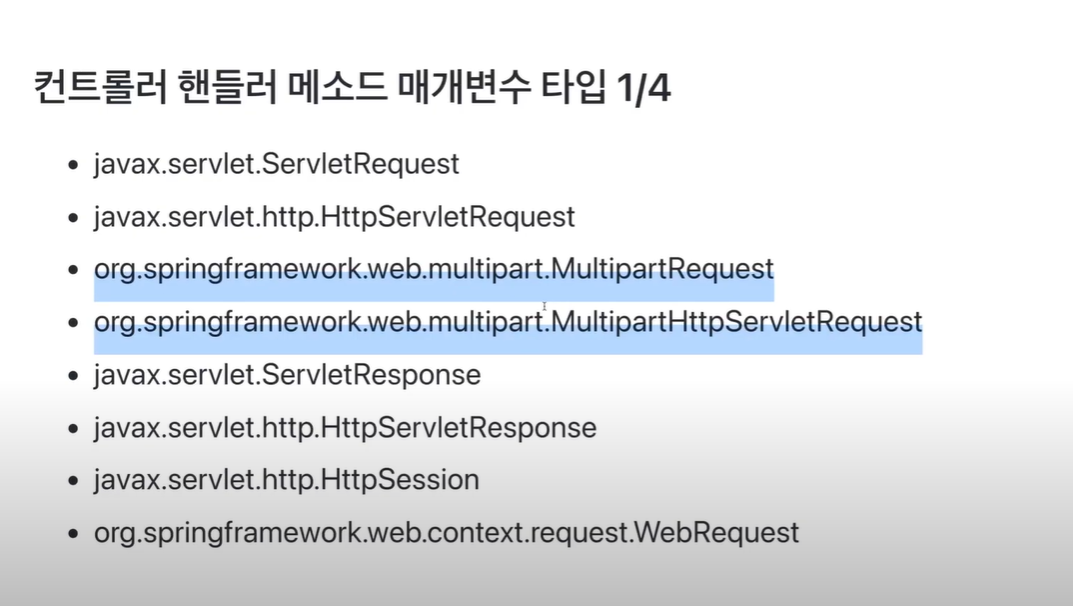 컨트롤러 핸들러 메소드 매개변수 타입 1/4
• javax.servlet.ServletRequest
• javax.servlet.http.HttpServletRequest
• org.springframework.web.multipart.MultipartRequest
• org.springframework.web.multipart.MultipartHttpServletRequest
• javax.servlet.ServletResponse
• javax.servlet.http.HttpServletResponse
• javax.servlet.http.HttpSession
• org.springframework.web.context.request.WebRequest